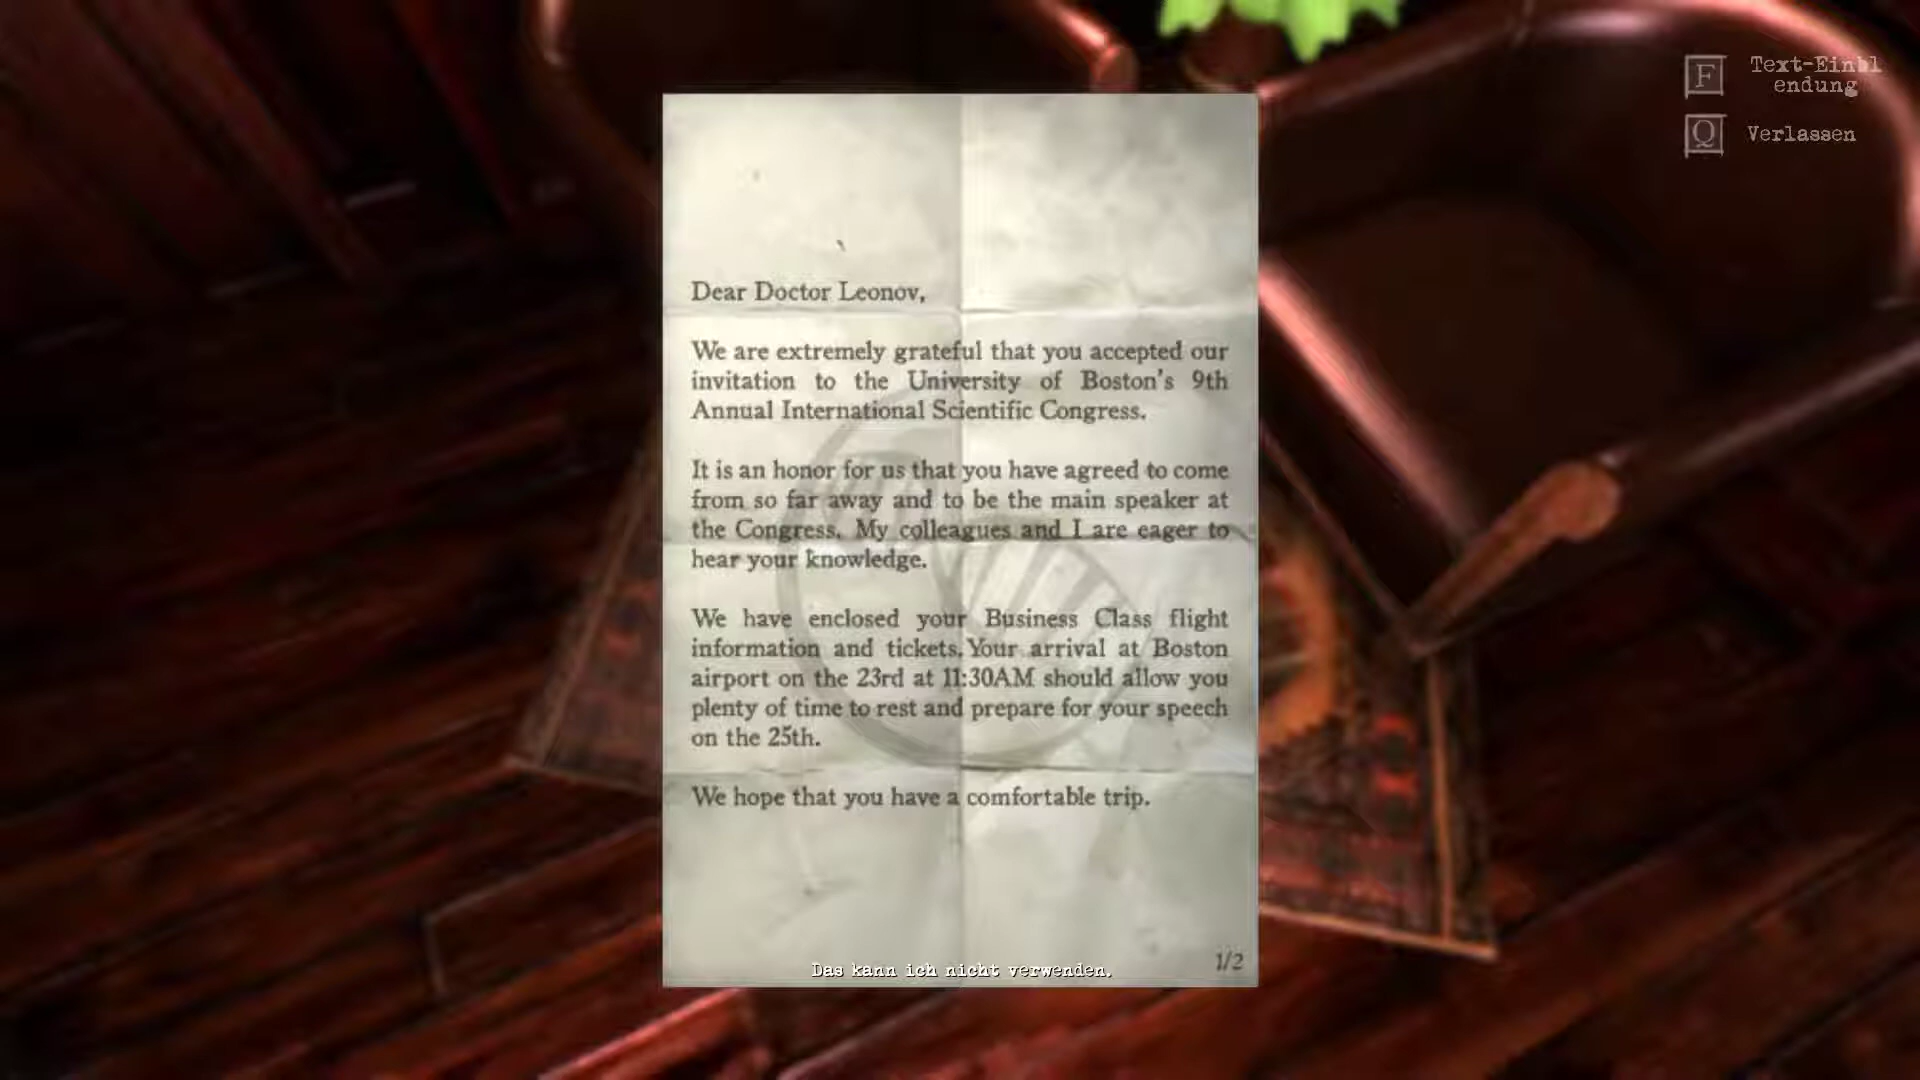 F Text-Einbl
endung
Q Verlassen
Dear Doctor Leonov,
We are extremely grateful that you accepted our
invitation to the University of Boston's 9th
Annual International Scientific Congress.
It is an honor for us that you have agreed to come
from so far away and to be the main speaker at
the Congress. My colleagues and I are eager to
hear your knowledge.
We have enclosed your Business Class flight
information and tickets. Your arrival at Boston
airport on the 23rd at 11:30AM should allow you
plenty of time to rest and prepare for your speech
on the 25th.
We hope that you have a comfortable trip.
1/2
Das kann ich nicht verwenden.